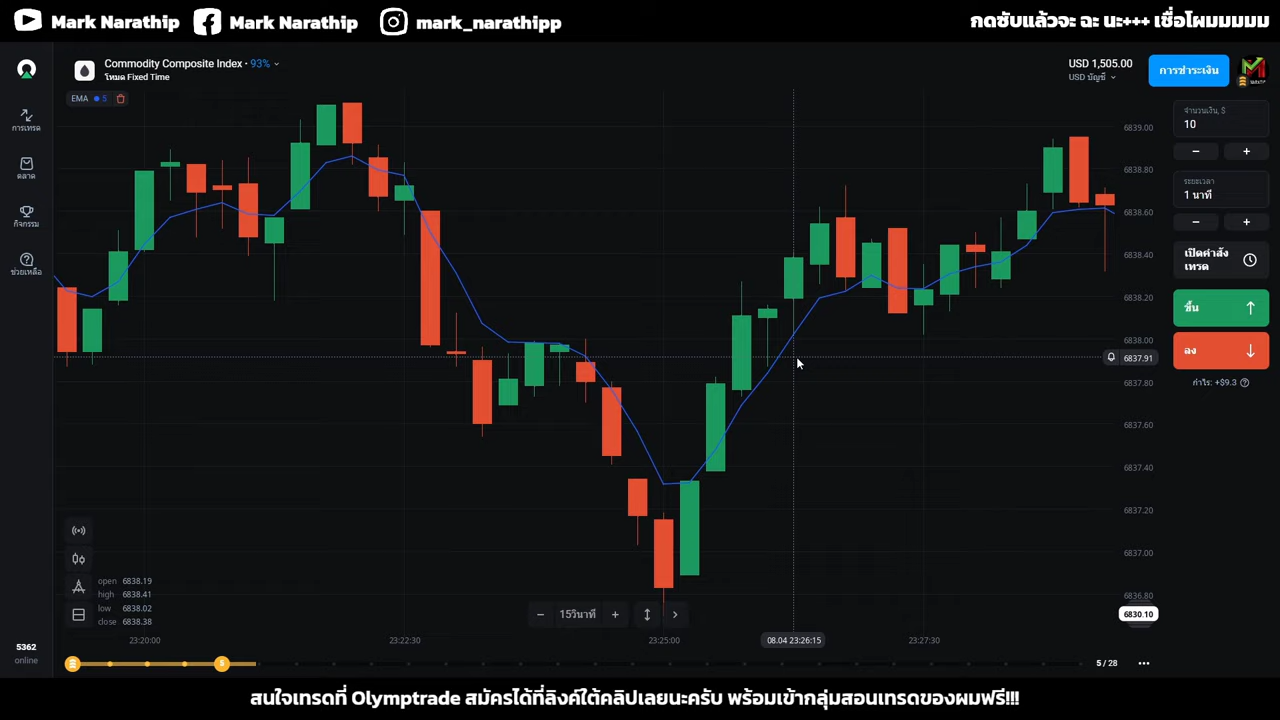 Mark Narathip Mark Narathip mark_narathipp กดซับแล้วจะ ฉะ นะ+++ เชื่อโผมมมมม
Commodity Composite Index · 93%
โหมด Fixed Time
USD 1,505.00
USD บัญชี
การชำระเงิน
EMA 5
การเทรด
ตลาด
กิจกรรม
ช่วยเหลือ
จำนวนเงิน, $
10
− +
ระยะเวลา
1 นาที
− +
เปิดคำสั่ง
เทรด
ขึ้น ↑
ลง ↓
กำไร: +$9.3
6839.00
6838.80
6838.60
6838.40
6838.20
6838.00
6837.91
6837.80
6837.60
6837.40
6837.20
6837.00
6836.80
6830.10
open 6838.19
high 6838.41
low 6838.02
close 6838.38
− 15วินาที +
23:20:00 23:22:30 23:25:00 08.04 23:26:15 23:27:30
5362
online
5 5 / 28
สนใจเทรดที่ Olymptrade สมัครได้ที่ลิงค์ใต้คลิปเลยนะครับ พร้อมเข้ากลุ่มสอนเทรดของผมฟรี!!!